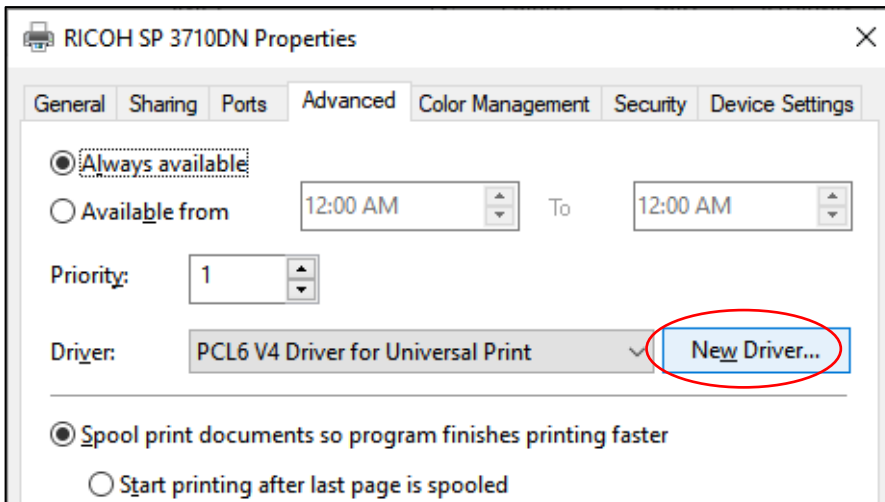 RICOH SP 3710DN Properties
General Sharing Ports Advanced Color Management Security Device Settings
Always available
Available from 12:00 AM To 12:00 AM
Priority: 1
Driver: PCL6 V4 Driver for Universal Print New Driver...
Spool print documents so program finishes printing faster
Start printing after last page is spooled